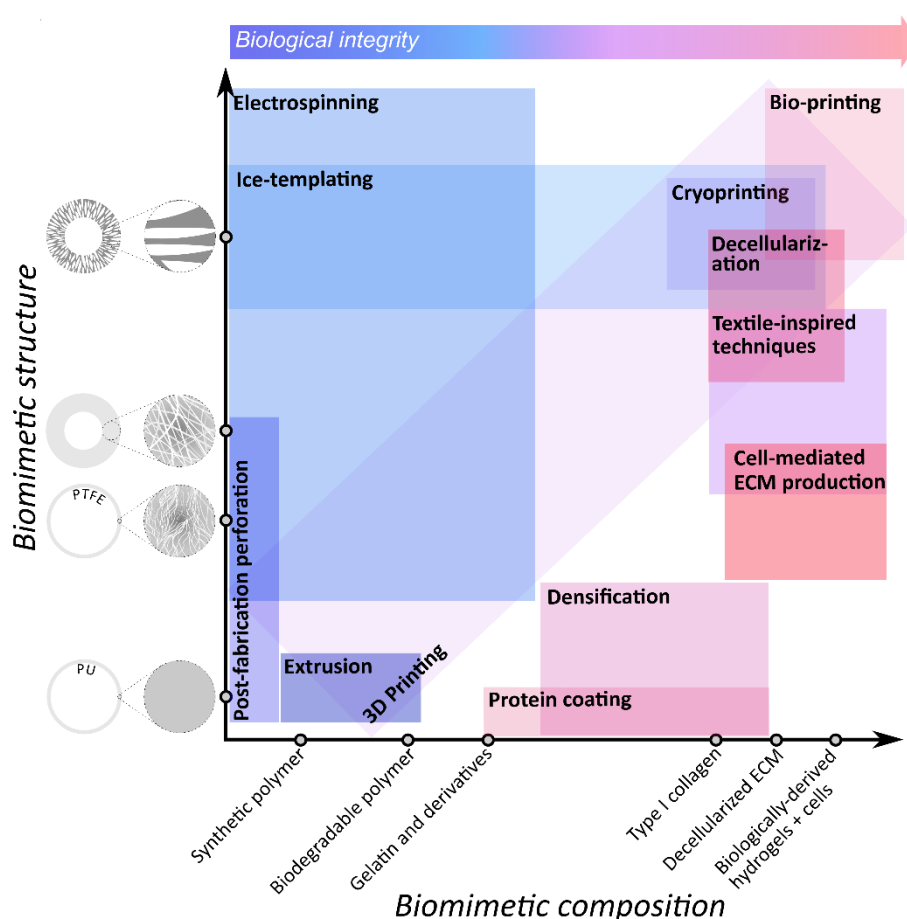 Biological integrity
Electrospinning
Bio-printing
Ice-templating
Cryoprinting
Decellulariz-
ation
Textile-inspired
techniques
Cell-mediated
ECM production
Biomimetic structure
PTFE
PU
Post-fabrication perforation
Extrusion
3D Printing
Densification
Protein coating
Synthetic polymer
Biodegradable polymer
Gelatin and derivatives
Type I collagen
Decellularized ECM
Biologically-derived
hydrogels + cells
Biomimetic composition